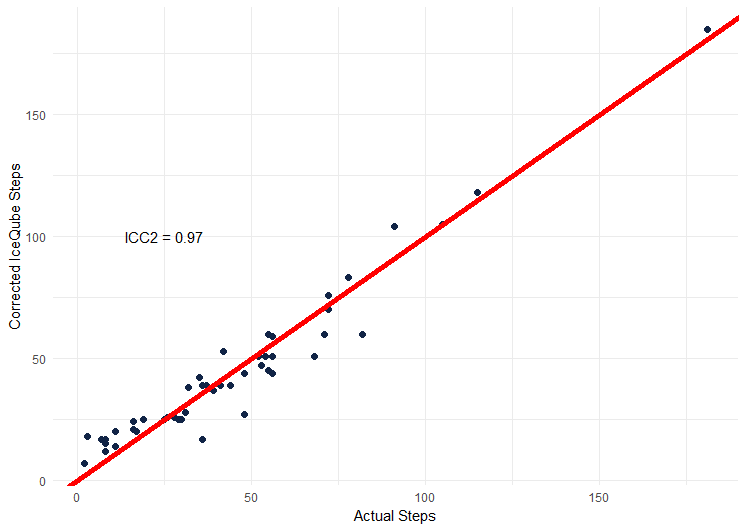 150
100
50
0
Corrected IceQube Steps
ICC2 = 0.97
0 50 100 150
Actual Steps